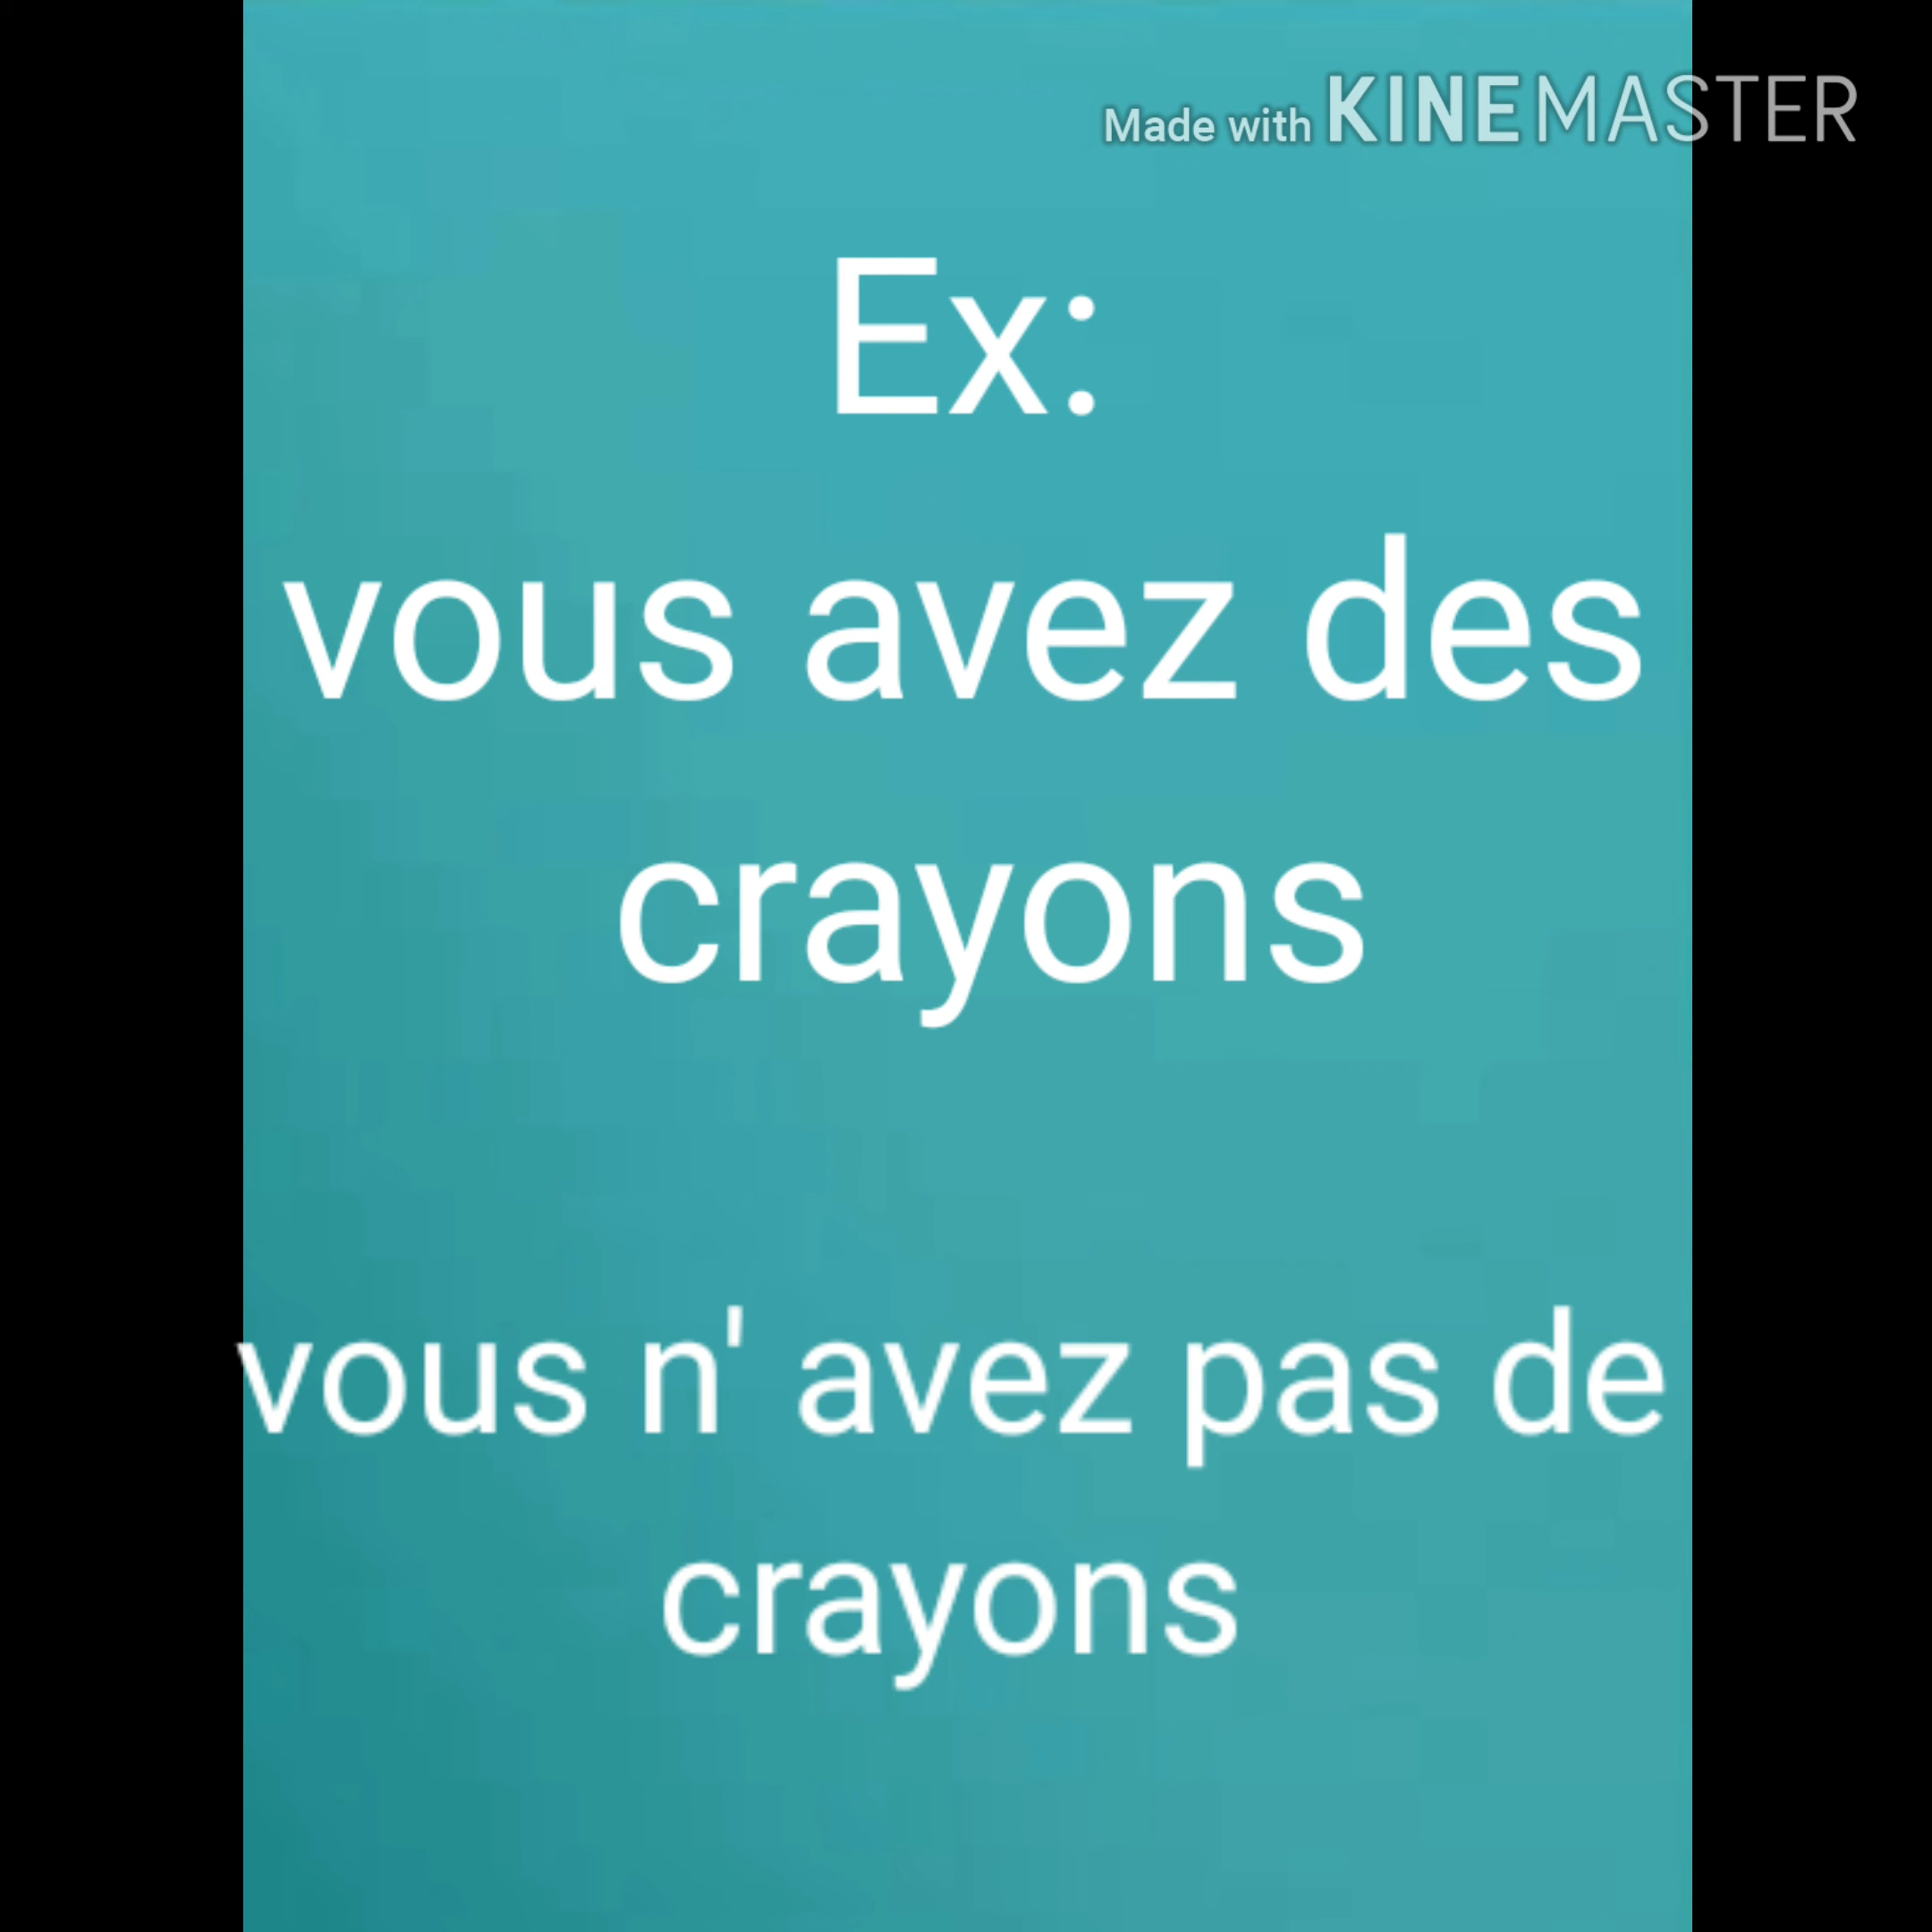 Made with KINEMASTER
Ex:
vous avez des
crayons
vous n' avez pas de
crayons